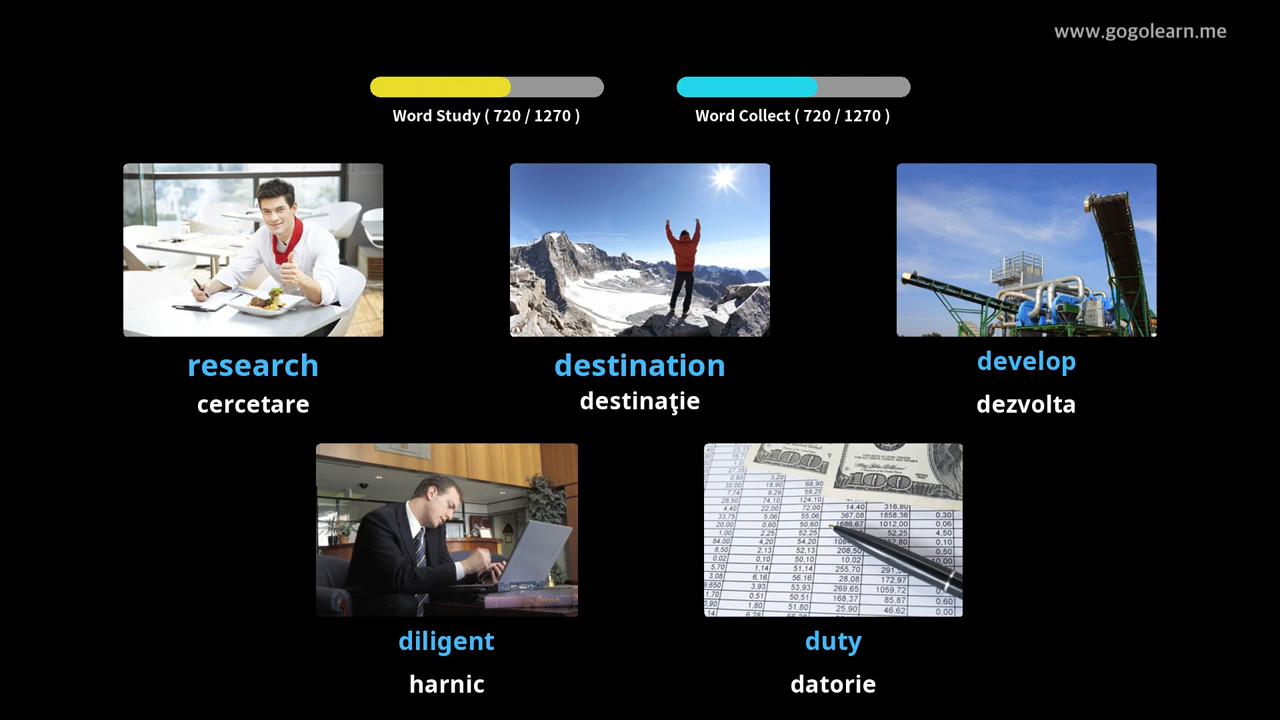 www.gogolearn.me
Word Study ( 720 / 1270 )
Word Collect ( 720 / 1270 )
research
destination
develop
cercetare
destinaţie
dezvolta
diligent
duty
harnic
datorie